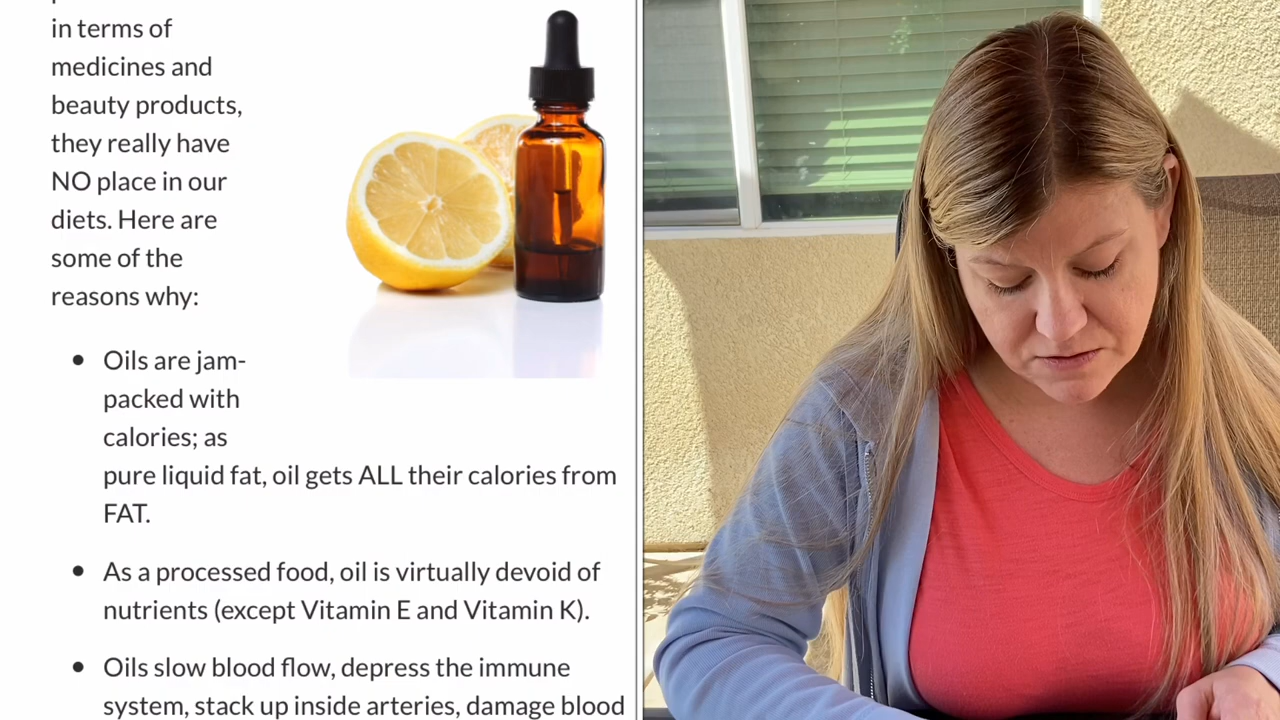 in terms of
medicines and
beauty products,
they really have
NO place in our
diets. Here are
some of the
reasons why:
• Oils are jam-
packed with
calories; as
pure liquid fat, oil gets ALL their calories from
FAT.
• As a processed food, oil is virtually devoid of
nutrients (except Vitamin E and Vitamin K).
• Oils slow blood flow, depress the immune
system, stack up inside arteries, damage blood